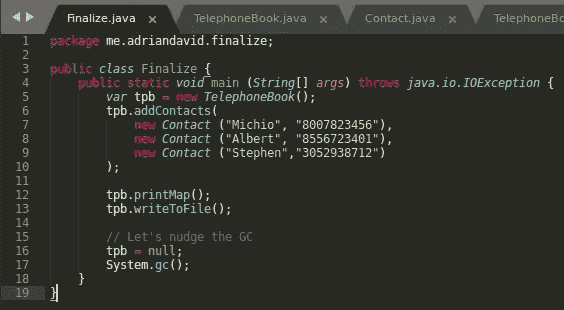 Finalize.java × TelephoneBook.java × Contact.java × TelephoneBo
1 package me.adriandavid.finalize;
2
3 public class Finalize {
4 public static void main (String[] args) throws java.io.IOException {
5 var tpb = new TelephoneBook();
6 tpb.addContacts(
7 new Contact ("Michio", "8007823456"),
8 new Contact ("Albert", "8556723401"),
9 new Contact ("Stephen","3052938712")
10 );
11
12 tpb.printMap();
13 tpb.writeToFile();
14
15 // Let's nudge the GC
16 tpb = null;
17 System.gc();
18 }
19 }